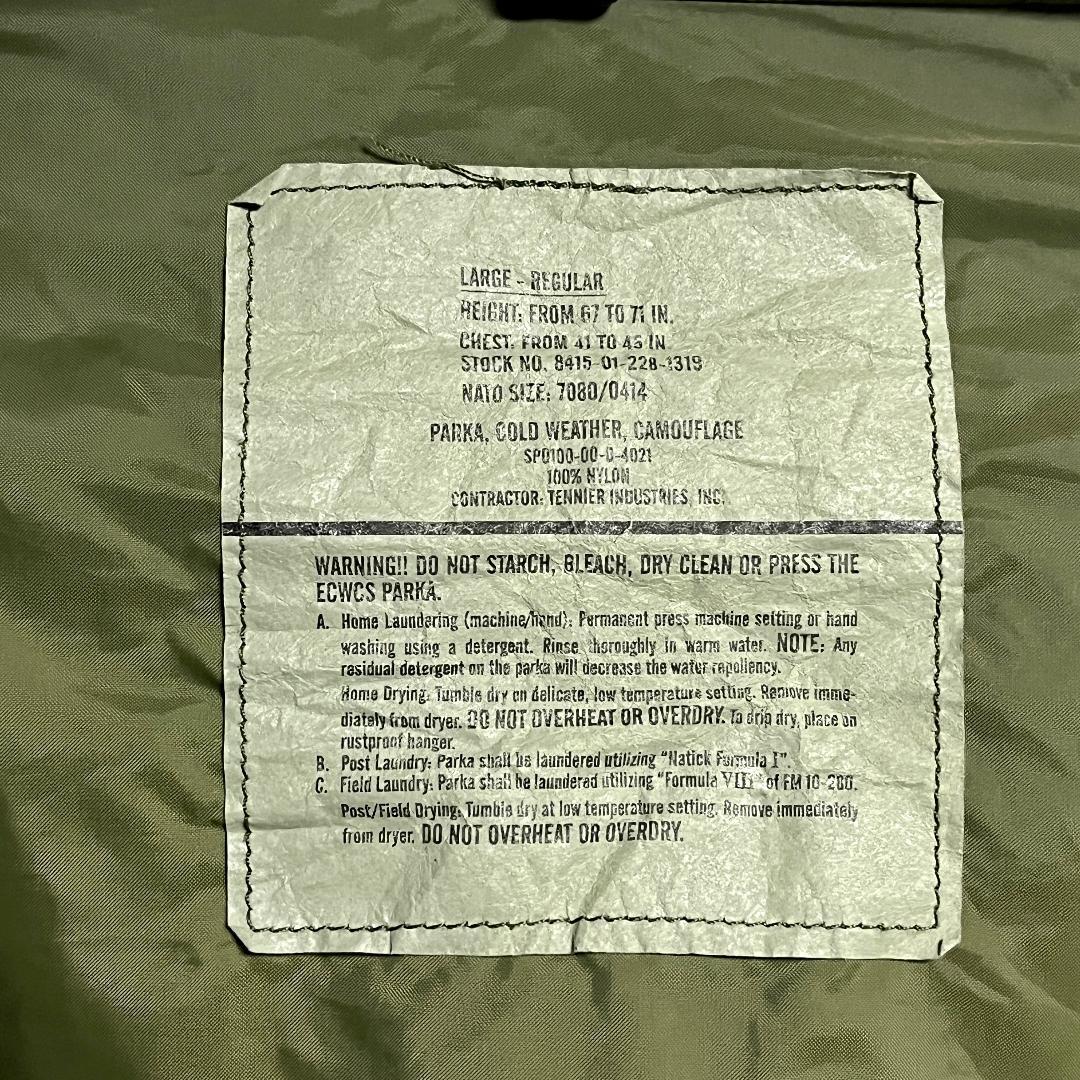 LARGE - REGULAR
HEIGHT: FROM 67 TO 71 IN.
CHEST: FROM 41 TO 45 IN
STOCK NO. 8415-01-228-1319
NATO SIZE: 7080/0414
PARKA, COLD WEATHER, CAMOUFLAGE
SP0100-00-D-4021
100% NYLON
CONTRACTOR: TENNIER INDUSTRIES, INC.
WARNING!! DO NOT STARCH, BLEACH, DRY CLEAN OR PRESS THE
ECWCS PARKA.
A. Home Laundering (machine/hand): Permanent press machine setting or hand
washing using a detergent. Rinse thoroughly in warm water. NOTE: Any
residual detergent on the parka will decrease the water repellency.
Home Drying: Tumble dry on delicate, low temperature setting. Remove imme-
diately from dryer. DO NOT OVERHEAT OR OVERDRY. To drip dry, place on
rustproof hanger.
B. Post Laundry: Parka shall be laundered utilizing "Natick Formula I".
C. Field Laundry: Parka shall be laundered utilizing "Formula VIII" of FM 10-280.
Post/Field Drying: Tumble dry at low temperature setting. Remove immediately
from dryer. DO NOT OVERHEAT OR OVERDRY.